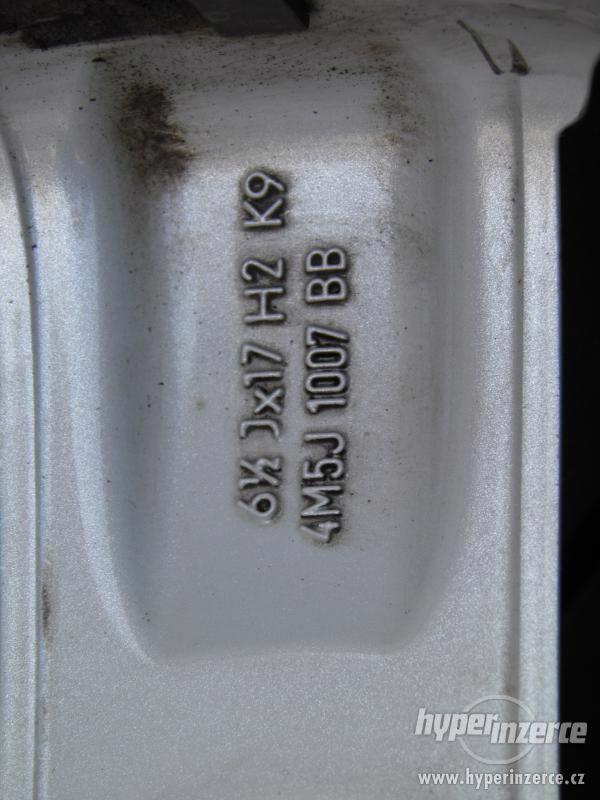 6½ Jx17 H2 K9
4M5J 1007 BB
hyperinzerce
www.hyperinzerce.cz